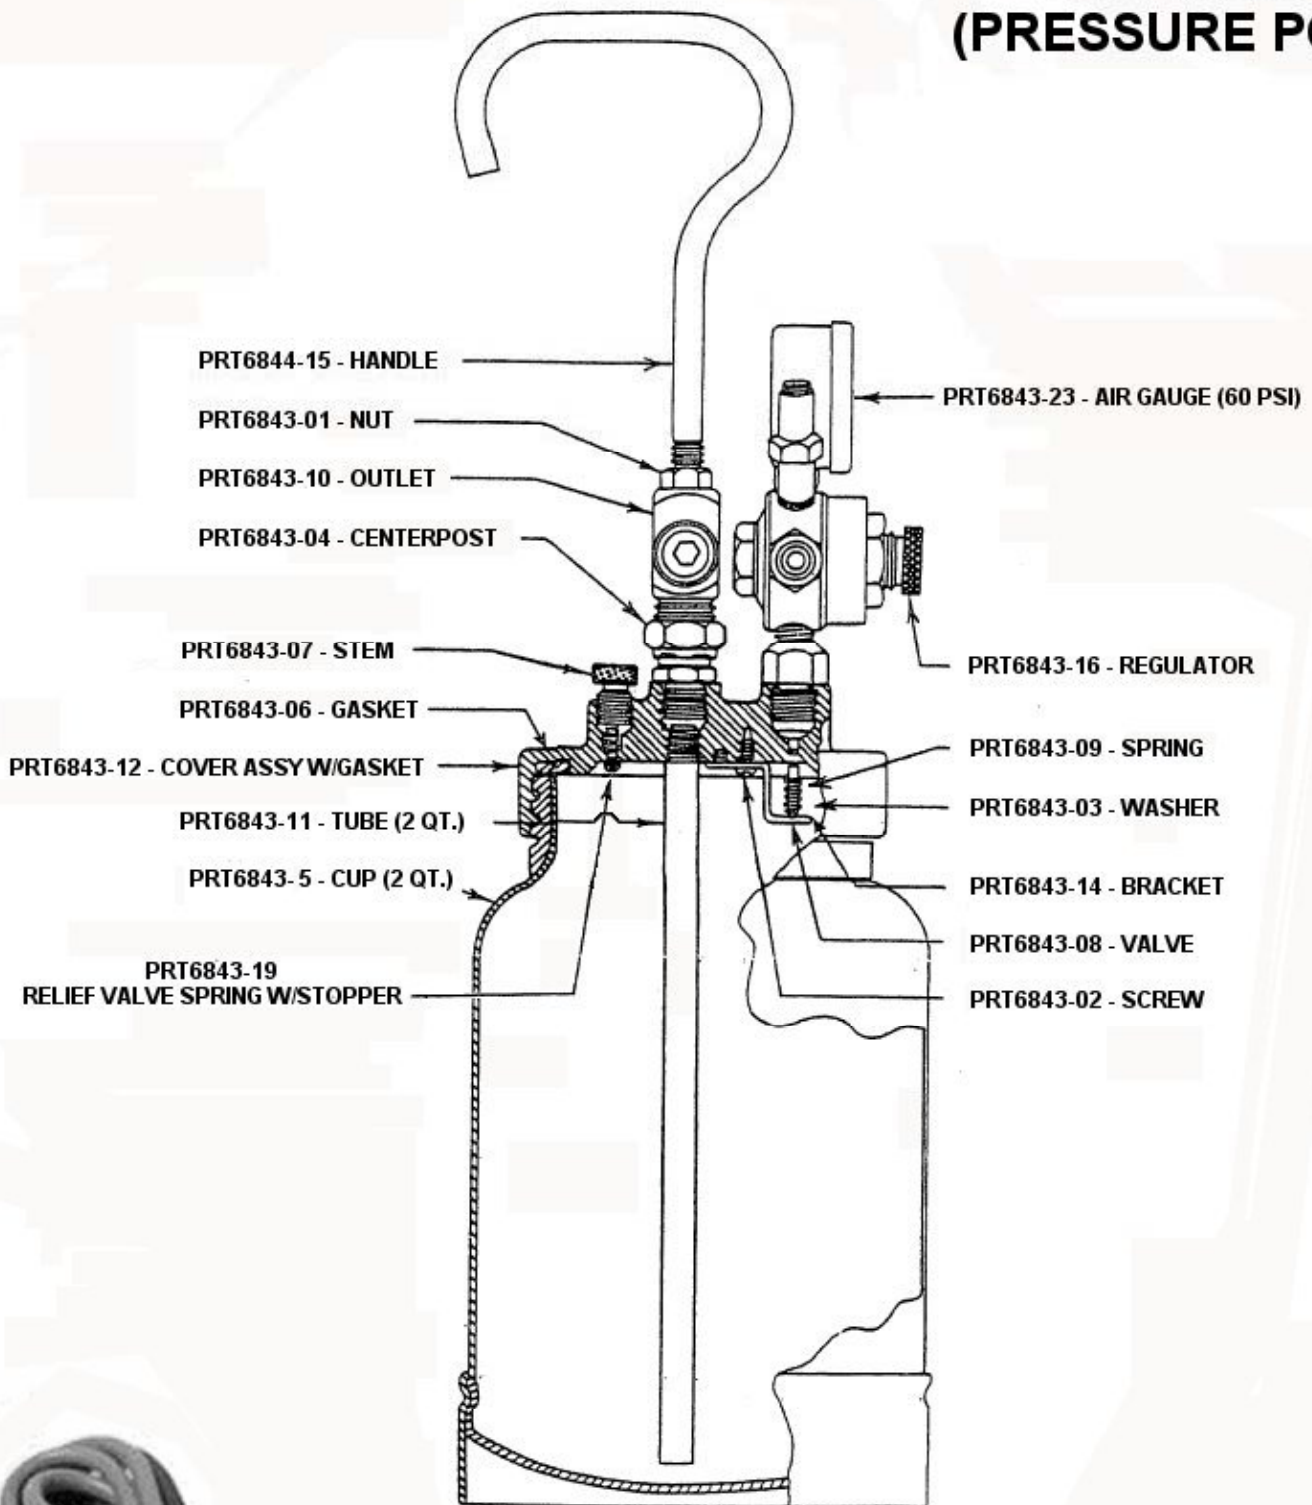 (PRESSURE PO
PRT6844-15 - HANDLE
PRT6843-01 - NUT
PRT6843-10 - OUTLET
PRT6843-04 - CENTERPOST
PRT6843-07 - STEM
PRT6843-06 - GASKET
PRT6843-12 - COVER ASSY W/GASKET
PRT6843-11 - TUBE (2 QT.)
PRT6843- 5 - CUP (2 QT.)
PRT6843-19
RELIEF VALVE SPRING W/STOPPER
PRT6843-23 - AIR GAUGE (60 PSI)
PRT6843-16 - REGULATOR
PRT6843-09 - SPRING
PRT6843-03 - WASHER
PRT6843-14 - BRACKET
PRT6843-08 - VALVE
PRT6843-02 - SCREW